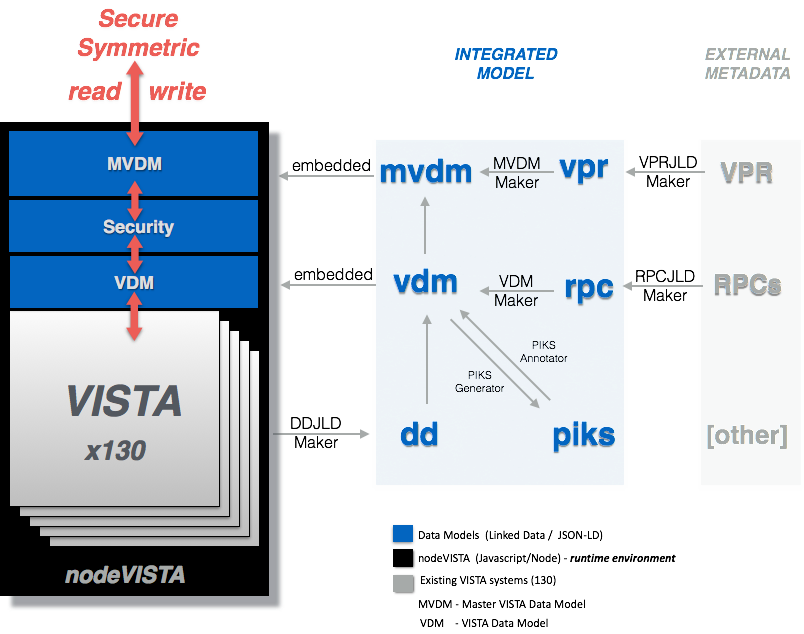 Secure
Symmetric
read write
MVDM
Security
VDM
VISTA
x130
nodeVISTA
INTEGRATED
MODEL
EXTERNAL
METADATA
embedded
mvdm
MVDM
Maker
vpr
VPRJLD
Maker
VPR
embedded
vdm
VDM
Maker
rpc
RPCJLD
Maker
RPCs
PIKS
Annotator
PIKS
Generator
DDJLD
Maker
dd
piks
[other]
Data Models (Linked Data / JSON-LD)
nodeVISTA (Javascript/Node) - runtime environment
Existing VISTA systems (130)
MVDM - Master VISTA Data Model
VDM - VISTA Data Model